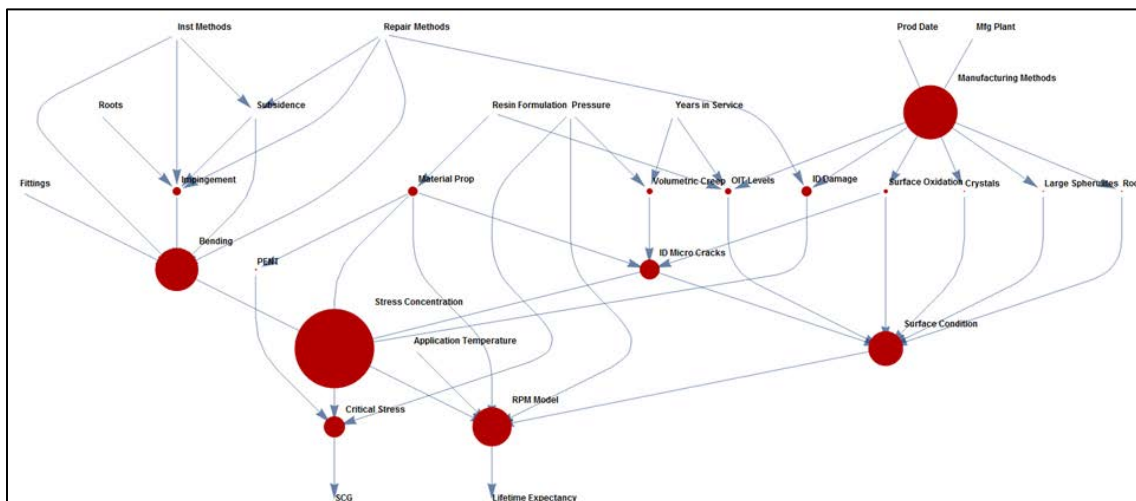 Inst Methods
Repair Methods
Prod Date
Mfg Plant
Manufacturing Methods
Roots
Subsidence
Resin Formulation
Pressure
Years in Service
Fittings
Impingement
Material Prop
Volumetric Creep
OIT Levels
ID Damage
Surface Oxidation
Crystals
Large Spherulites
Bending
PENT
ID Micro Cracks
Stress Concentration
Surface Condition
Application Temperature
Critical Stress
RPM Model
SCG
Lifetime Expectancy